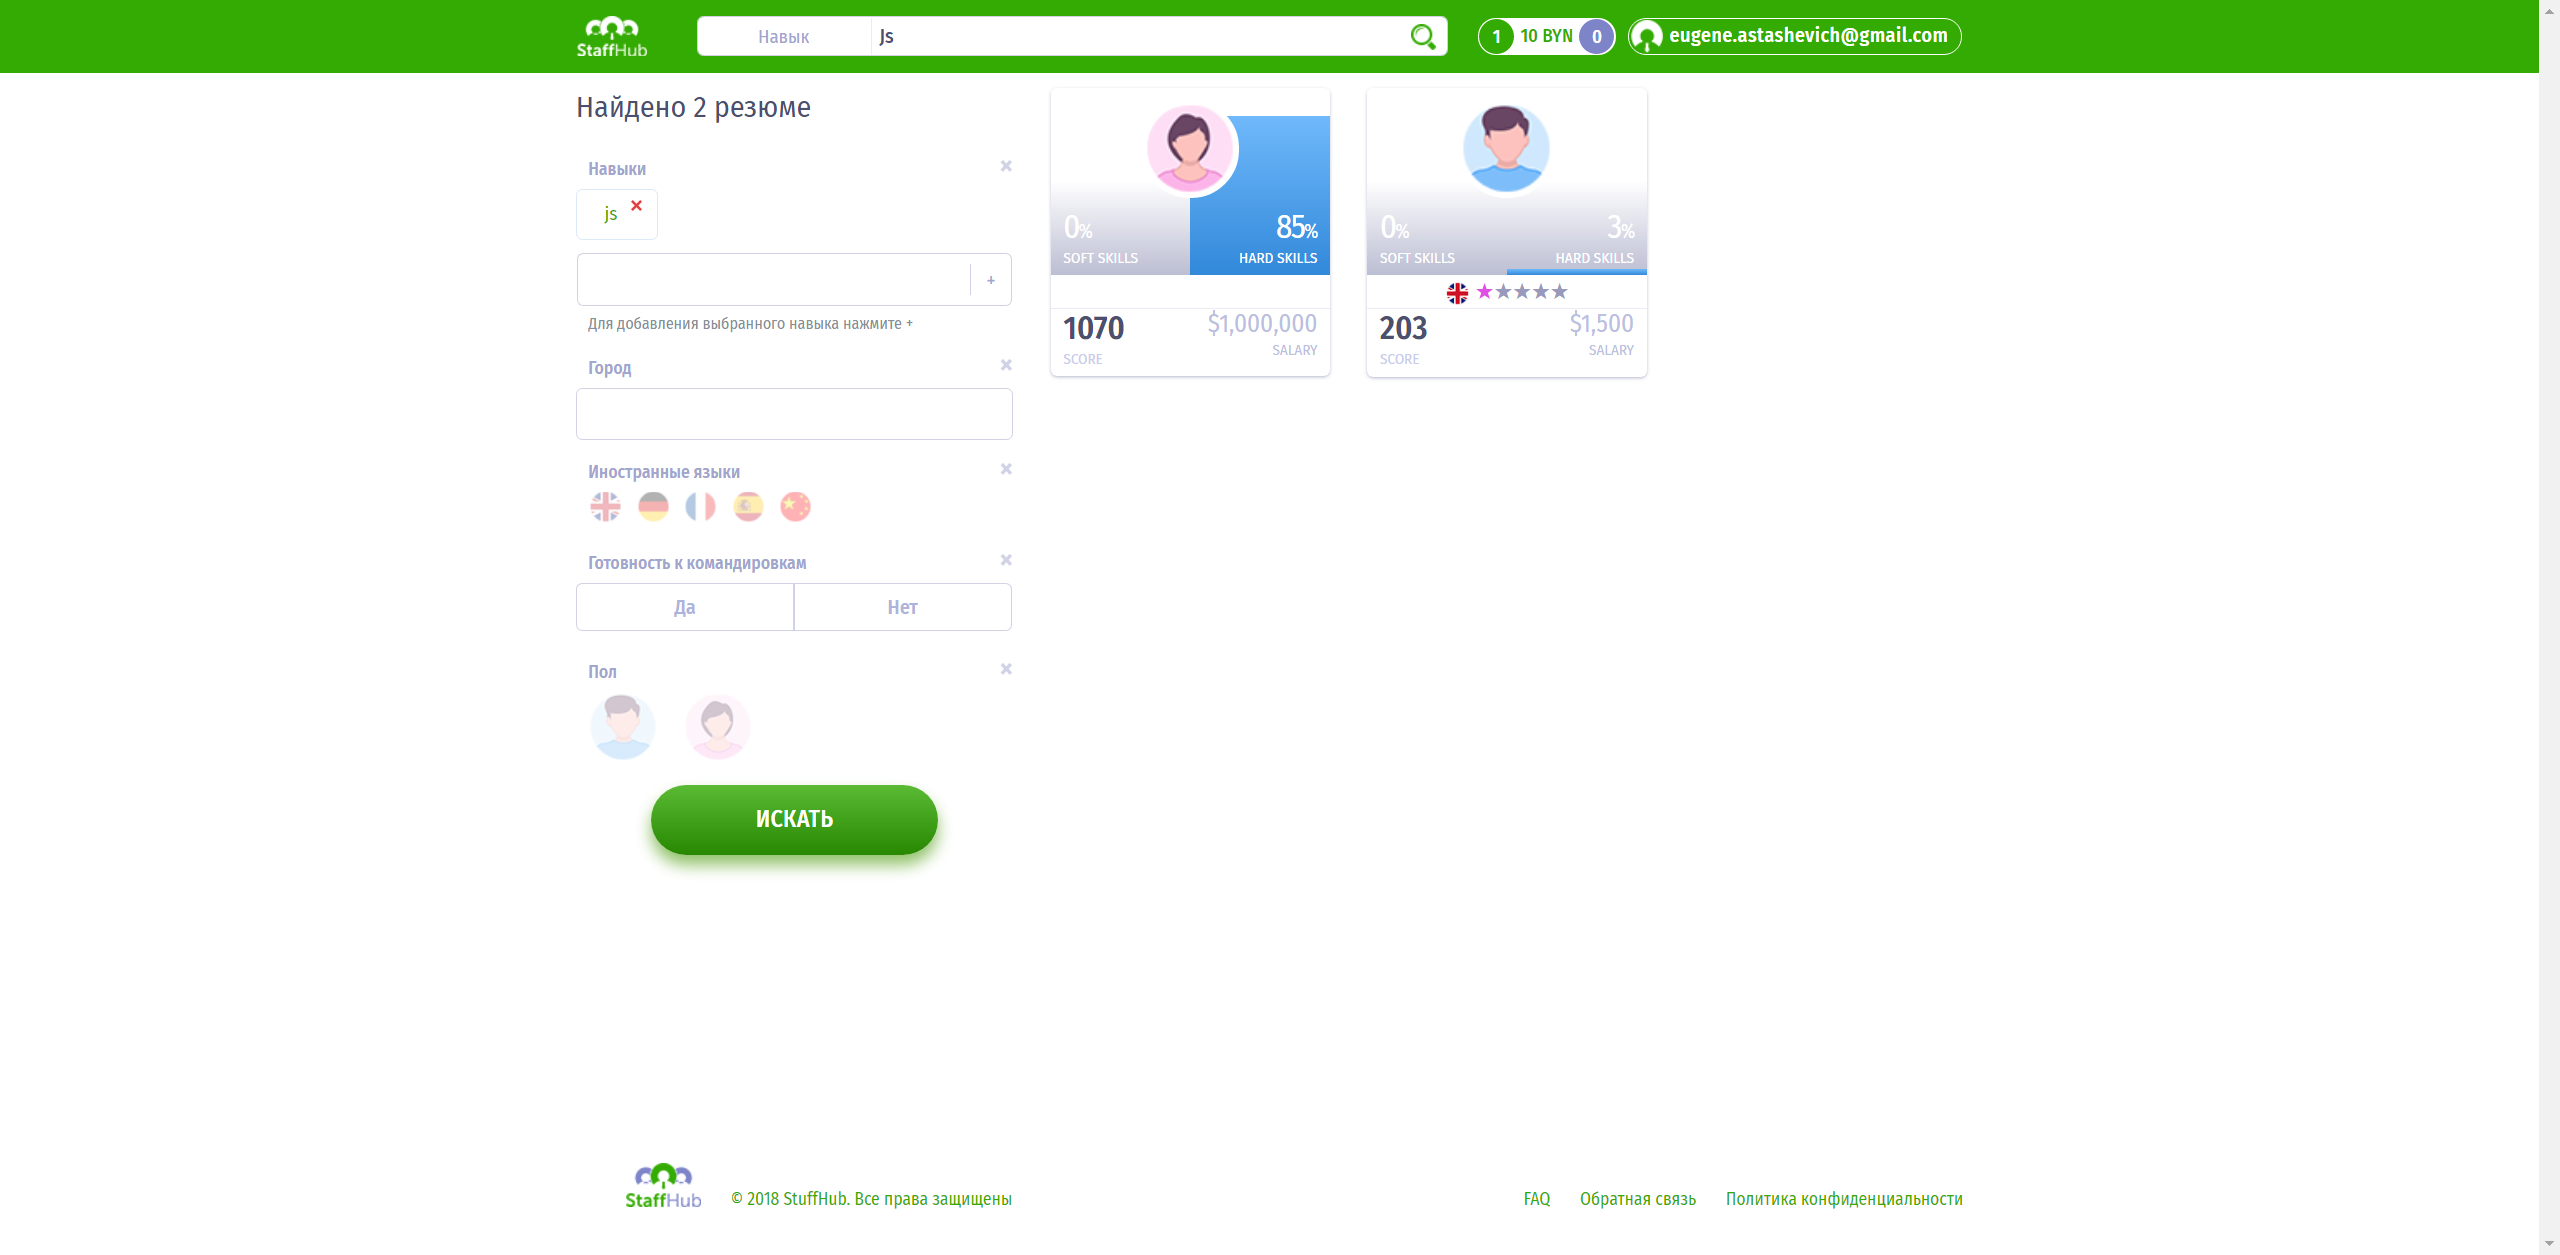 StaffHub
Навык
Js
1 10 BYN 0
eugene.astashevich@gmail.com
Найдено 2 резюме
Навыки
js
+
Для добавления выбранного навыка нажмите +
Город
Иностранные языки
Готовность к командировкам
Да
Нет
Пол
ИСКАТЬ
0% 85%
SOFT SKILLS HARD SKILLS
1070 $1,000,000
SCORE SALARY
0% 3%
SOFT SKILLS HARD SKILLS
203 $1,500
SCORE SALARY
StaffHub
© 2018 StuffHub. Все права защищены
FAQ Обратная связь Политика конфиденциальности